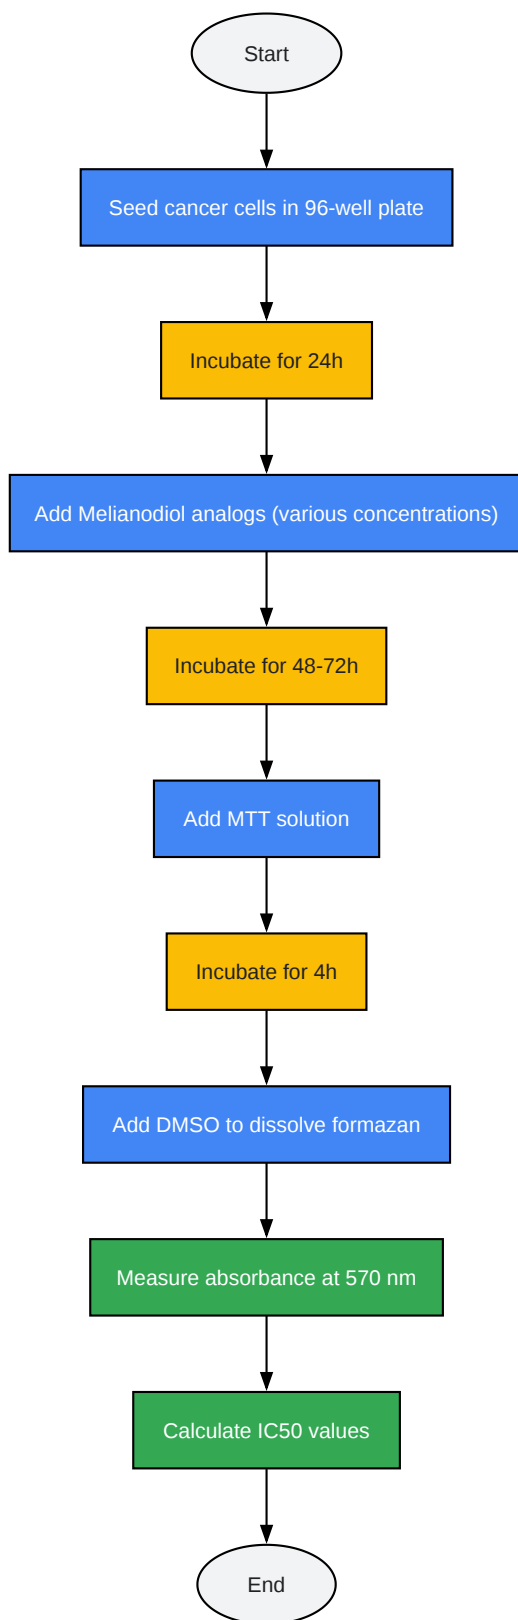 Start
Seed cancer cells in 96-well plate
Incubate for 24h
Add Melianodiol analogs (various concentrations)
Incubate for 48-72h
Add MTT solution
Incubate for 4h
Add DMSO to dissolve formazan
Measure absorbance at 570 nm
Calculate IC50 values
End